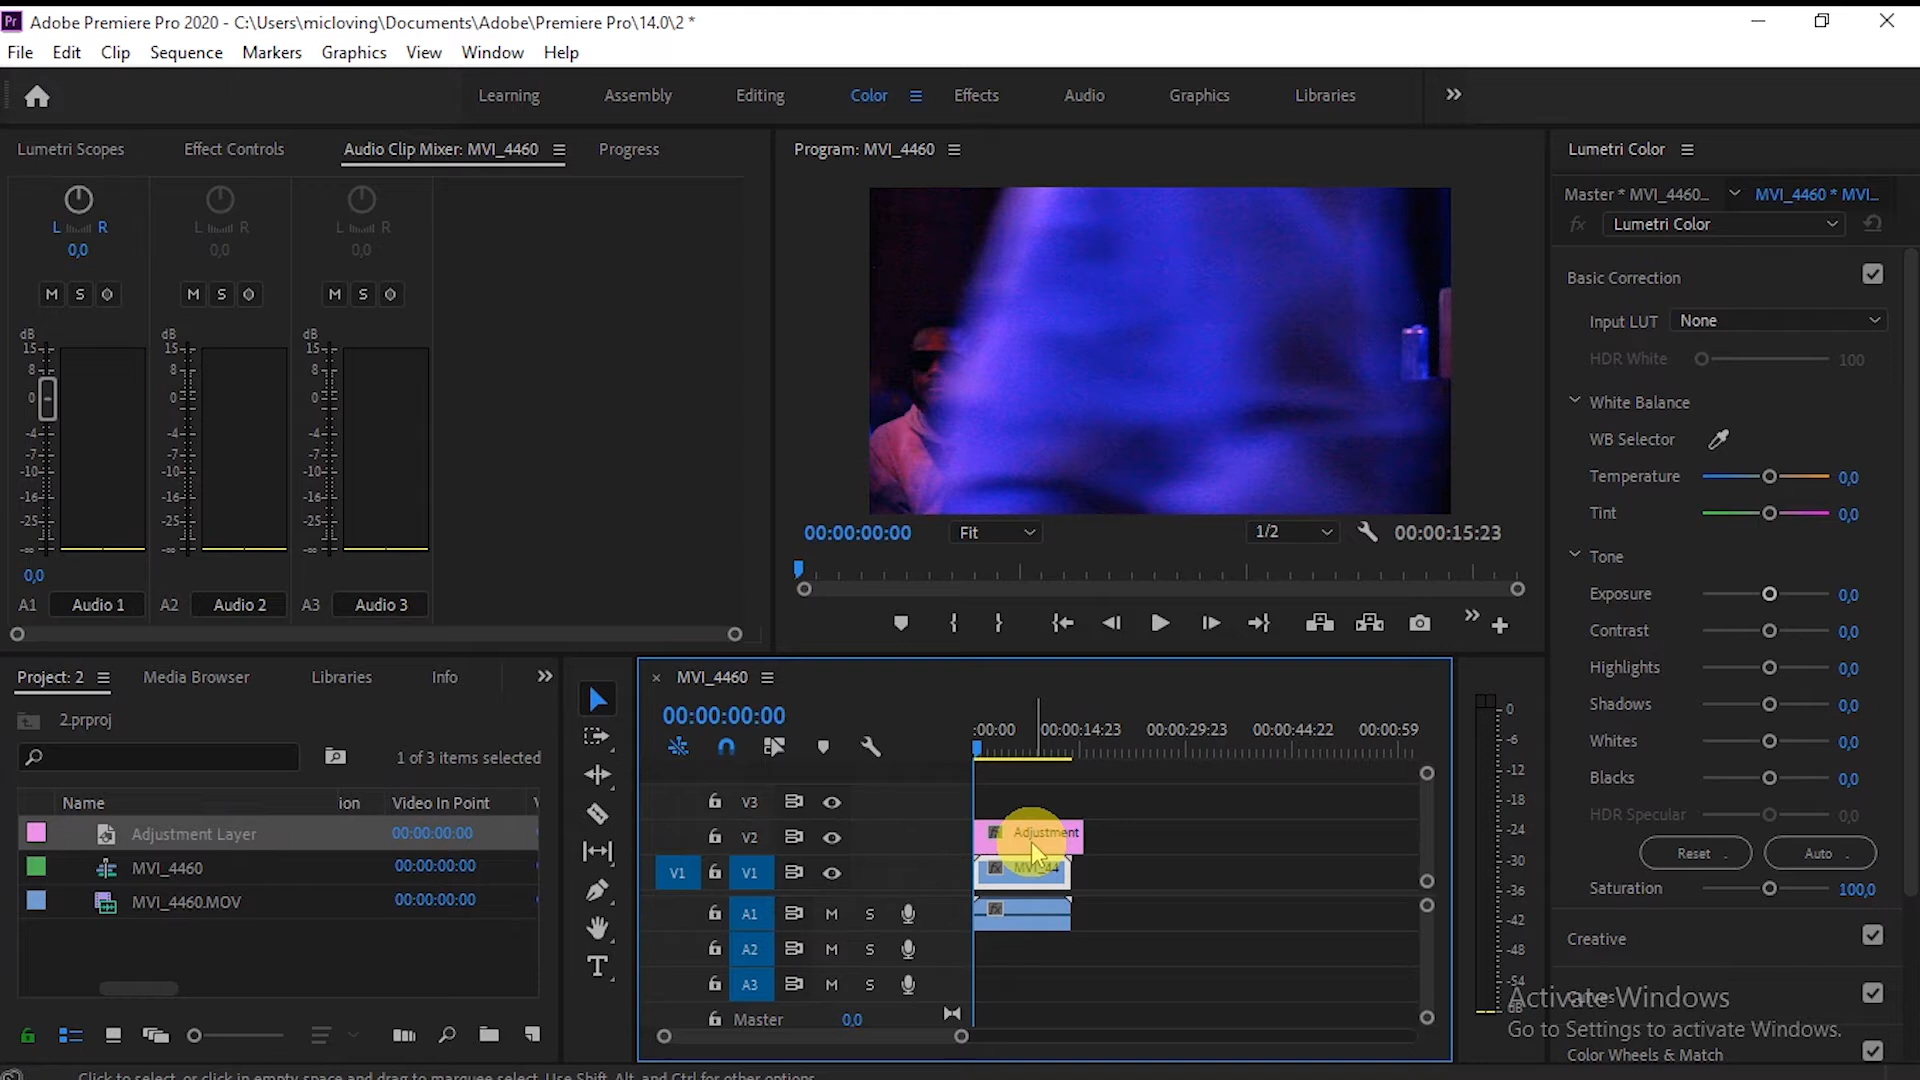 Pr Adobe Premiere Pro 2020 - C:\Users\micloving\Documents\Adobe\Premiere Pro\14.0\2 *
File Edit Clip Sequence Markers Graphics View Window Help
Learning Assembly Editing Color Effects Audio Graphics Libraries
Lumetri Scopes Effect Controls Audio Clip Mixer: MVI_4460 Progress
Program: MVI_4460
Lumetri Color
Master * MVI_4460... MVI_4460 * MVI...
fx Lumetri Color
L R L R L R
0,0 0,0 0,0
M S M S M S
dB dB dB
15 15 15
8 8 8
0 0 0
-4 -4 -4
-7 -7 -7
-10 -10 -10
-16 -16 -16
-25 -25 -25
-∞ -∞ -∞
0,0
A1 Audio 1 A2 Audio 2 A3 Audio 3
00:00:00:00 Fit 1/2 00:00:15:23
Basic Correction
Input LUT None
HDR White 100
White Balance
WB Selector
Temperature 0,0
Tint 0,0
Tone
Exposure 0,0
Contrast 0,0
Highlights 0,0
Shadows 0,0
Whites 0,0
Blacks 0,0
HDR Specular 0,0
Reset Auto
Saturation 100,0
Creative
Curves
Color Wheels & Match
Project: 2 Media Browser Libraries Info
2.prproj
1 of 3 items selected
Name ion Video In Point
Adjustment Layer 00:00:00:00
MVI_4460 00:00:00:00
MVI_4460.MOV 00:00:00:00
MVI_4460
00:00:00:00
:00:00 00:00:14:23 00:00:29:23 00:00:44:22 00:00:59
V3
V2 fx Adjustment
V1 V1 fx MVI_44
A1 M S fx
A2 M S
A3 M S
Master 0,0
0
-6
-12
-18
-24
-30
-36
-42
-48
-54
dB
Activate Windows
Go to Settings to activate Windows.
Click to select, or click in empty space and drag to marquee select. Use Shift, Alt, and Ctrl for other options.